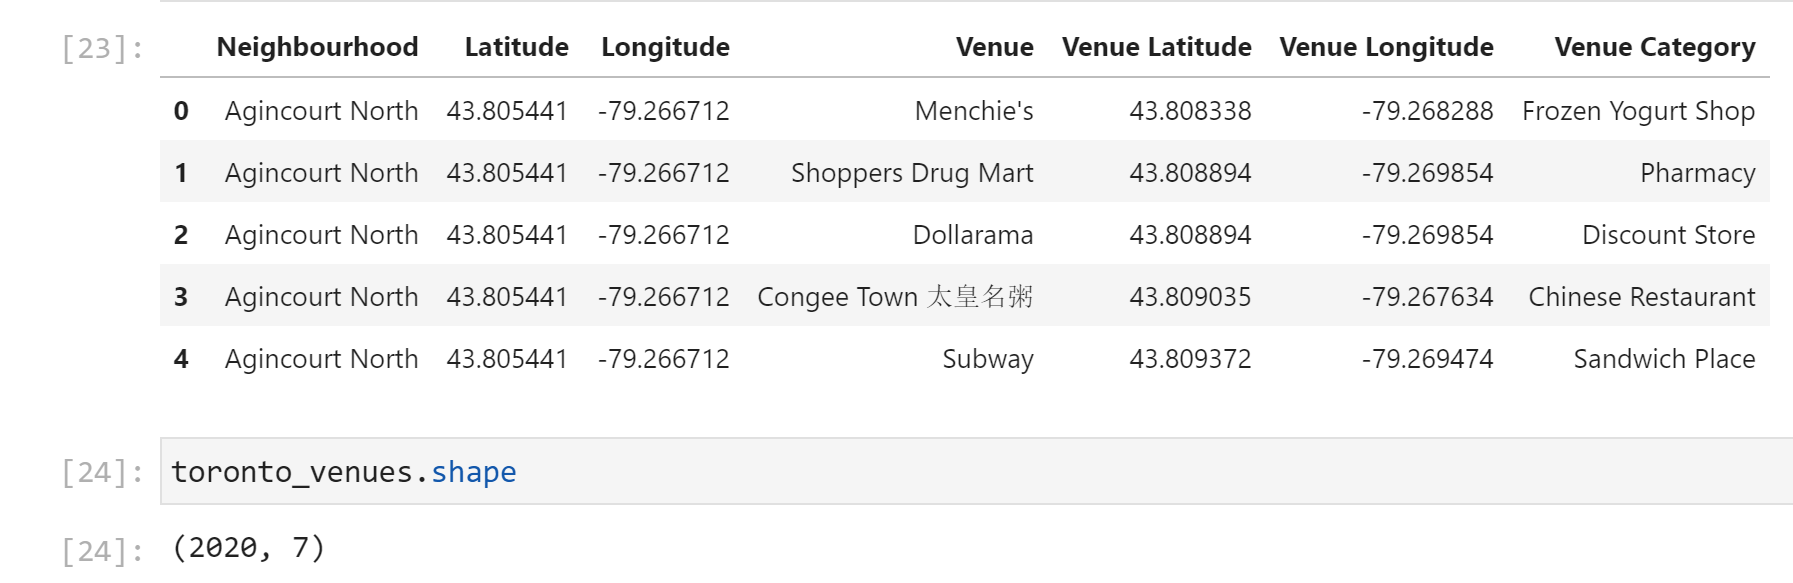 [23]: Neighbourhood Latitude Longitude Venue Venue Latitude Venue Longitude Venue Category
0 Agincourt North 43.805441 -79.266712 Menchie's 43.808338 -79.268288 Frozen Yogurt Shop
1 Agincourt North 43.805441 -79.266712 Shoppers Drug Mart 43.808894 -79.269854 Pharmacy
2 Agincourt North 43.805441 -79.266712 Dollarama 43.808894 -79.269854 Discount Store
3 Agincourt North 43.805441 -79.266712 Congee Town 太皇名粥 43.809035 -79.267634 Chinese Restaurant
4 Agincourt North 43.805441 -79.266712 Subway 43.809372 -79.269474 Sandwich Place
[24]: toronto_venues.shape
[24]: (2020, 7)